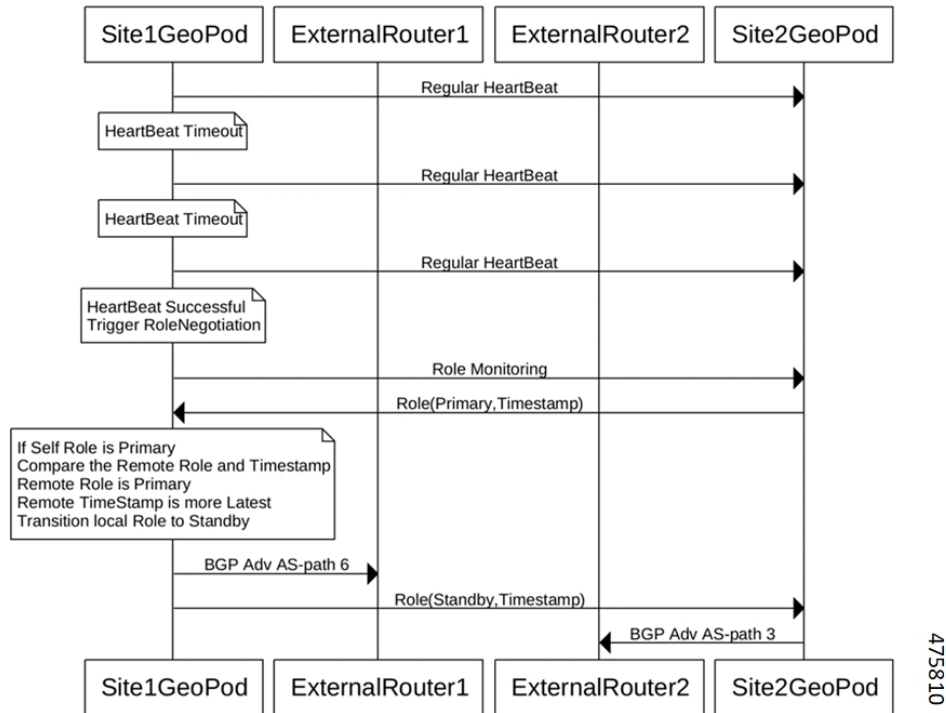 Site1GeoPod
ExternalRouter1
ExternalRouter2
Site2GeoPod
Regular HeartBeat
HeartBeat Timeout
Regular HeartBeat
HeartBeat Timeout
Regular HeartBeat
HeartBeat Successful
Trigger RoleNegotiation
Role Monitoring
Role(Primary,Timestamp)
If Self Role is Primary
Compare the Remote Role and Timestamp
Remote Role is Primary
Remote TimeStamp is more Latest
Transition local Role to Standby
BGP Adv AS-path 6
Role(Standby,Timestamp)
BGP Adv AS-path 3
Site1GeoPod
ExternalRouter1
ExternalRouter2
Site2GeoPod
475810